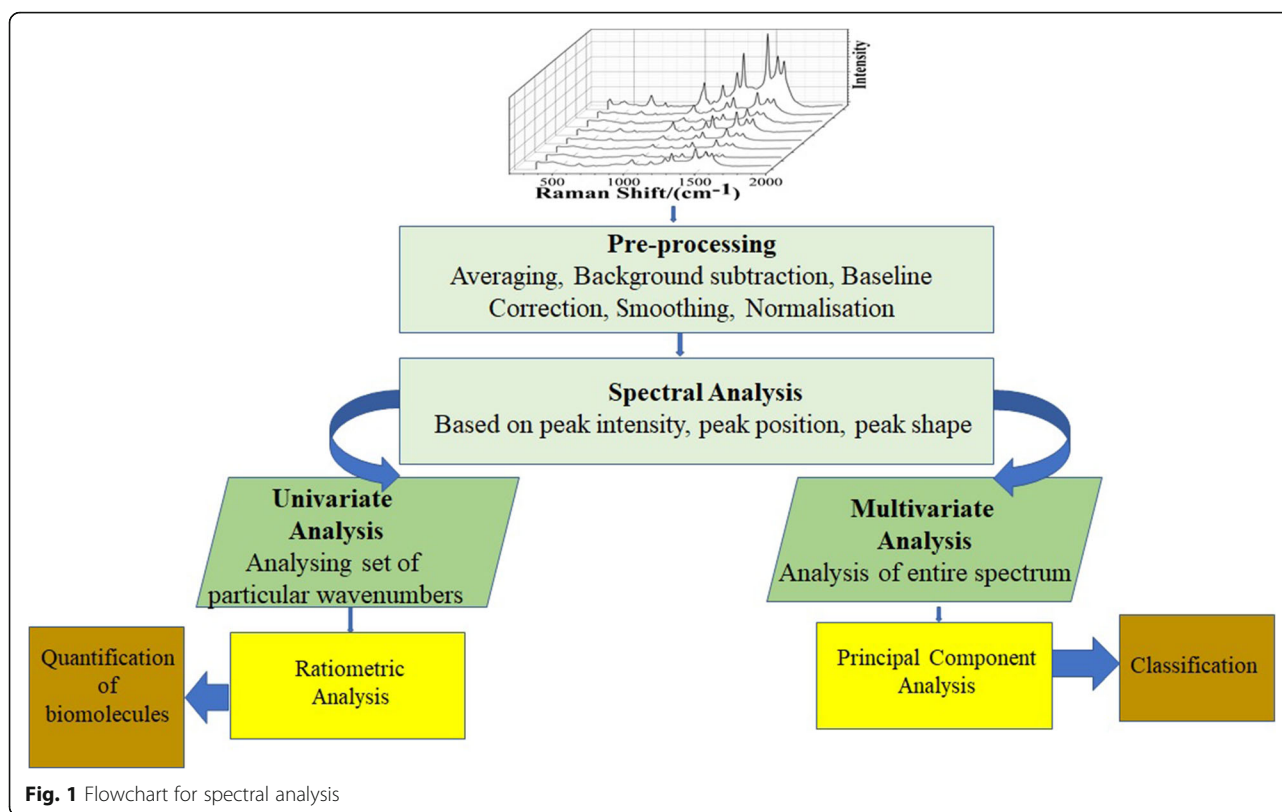 Intensity
500 1000 1500 2000
Raman Shift/(cm-1)
Pre-processing
Averaging, Background subtraction, Baseline
Correction, Smoothing, Normalisation
Spectral Analysis
Based on peak intensity, peak position, peak shape
Univariate
Analysis
Analysing set of
particular wavenumbers
Multivariate
Analysis
Analysis of entire spectrum
Quantification
of
biomolecules
Ratiometric
Analysis
Principal Component
Analysis
Classification
Fig. 1 Flowchart for spectral analysis